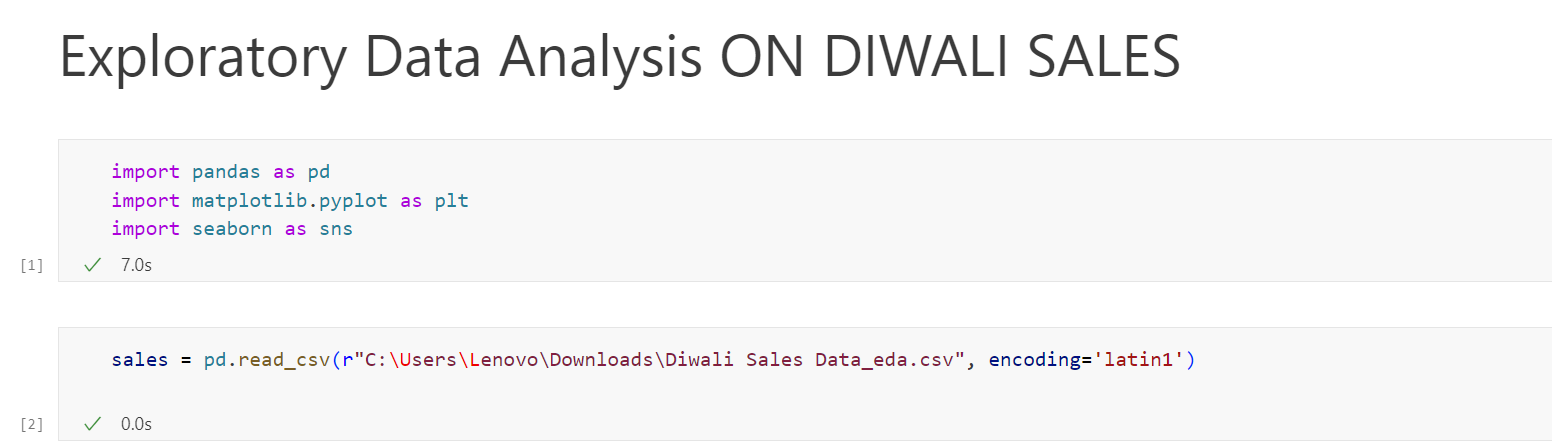 Exploratory Data Analysis ON DIWALI SALES
import pandas as pd
import matplotlib.pyplot as plt
import seaborn as sns
[1] 7.0s
sales = pd.read_csv(r"C:\Users\Lenovo\Downloads\Diwali Sales Data_eda.csv", encoding='latin1')
[2] 0.0s